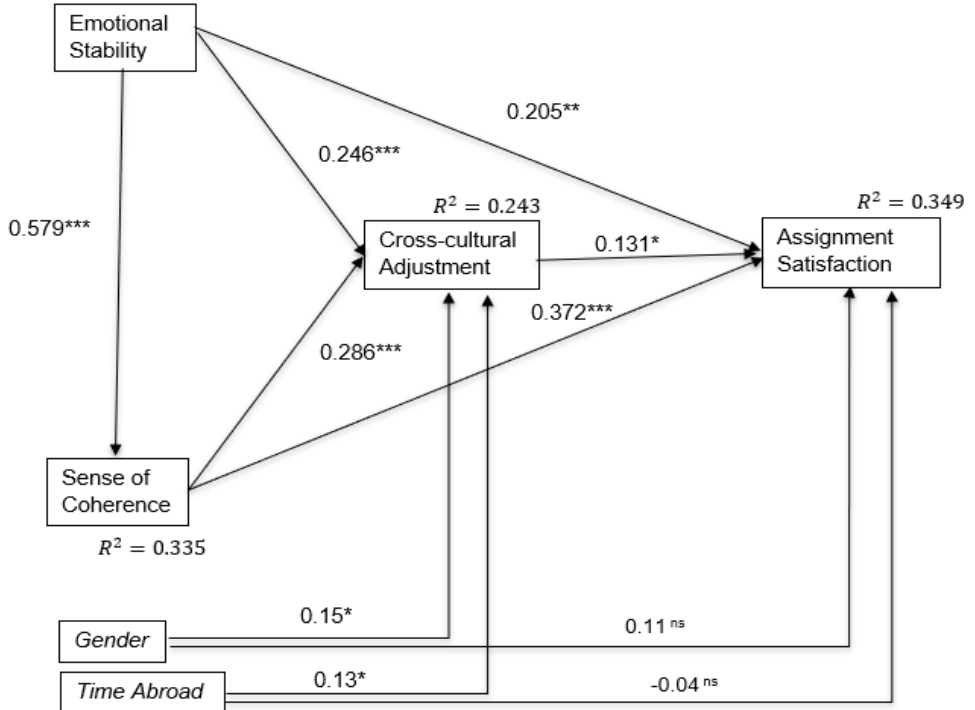 Emotional
Stability
0.205**
0.246***
R² = 0.243
R² = 0.349
0.579***
Cross-cultural
Adjustment
0.131*
Assignment
Satisfaction
0.372***
0.286***
Sense of
Coherence
R² = 0.335
0.15*
0.11 ns
Gender
0.13*
-0.04 ns
Time Abroad